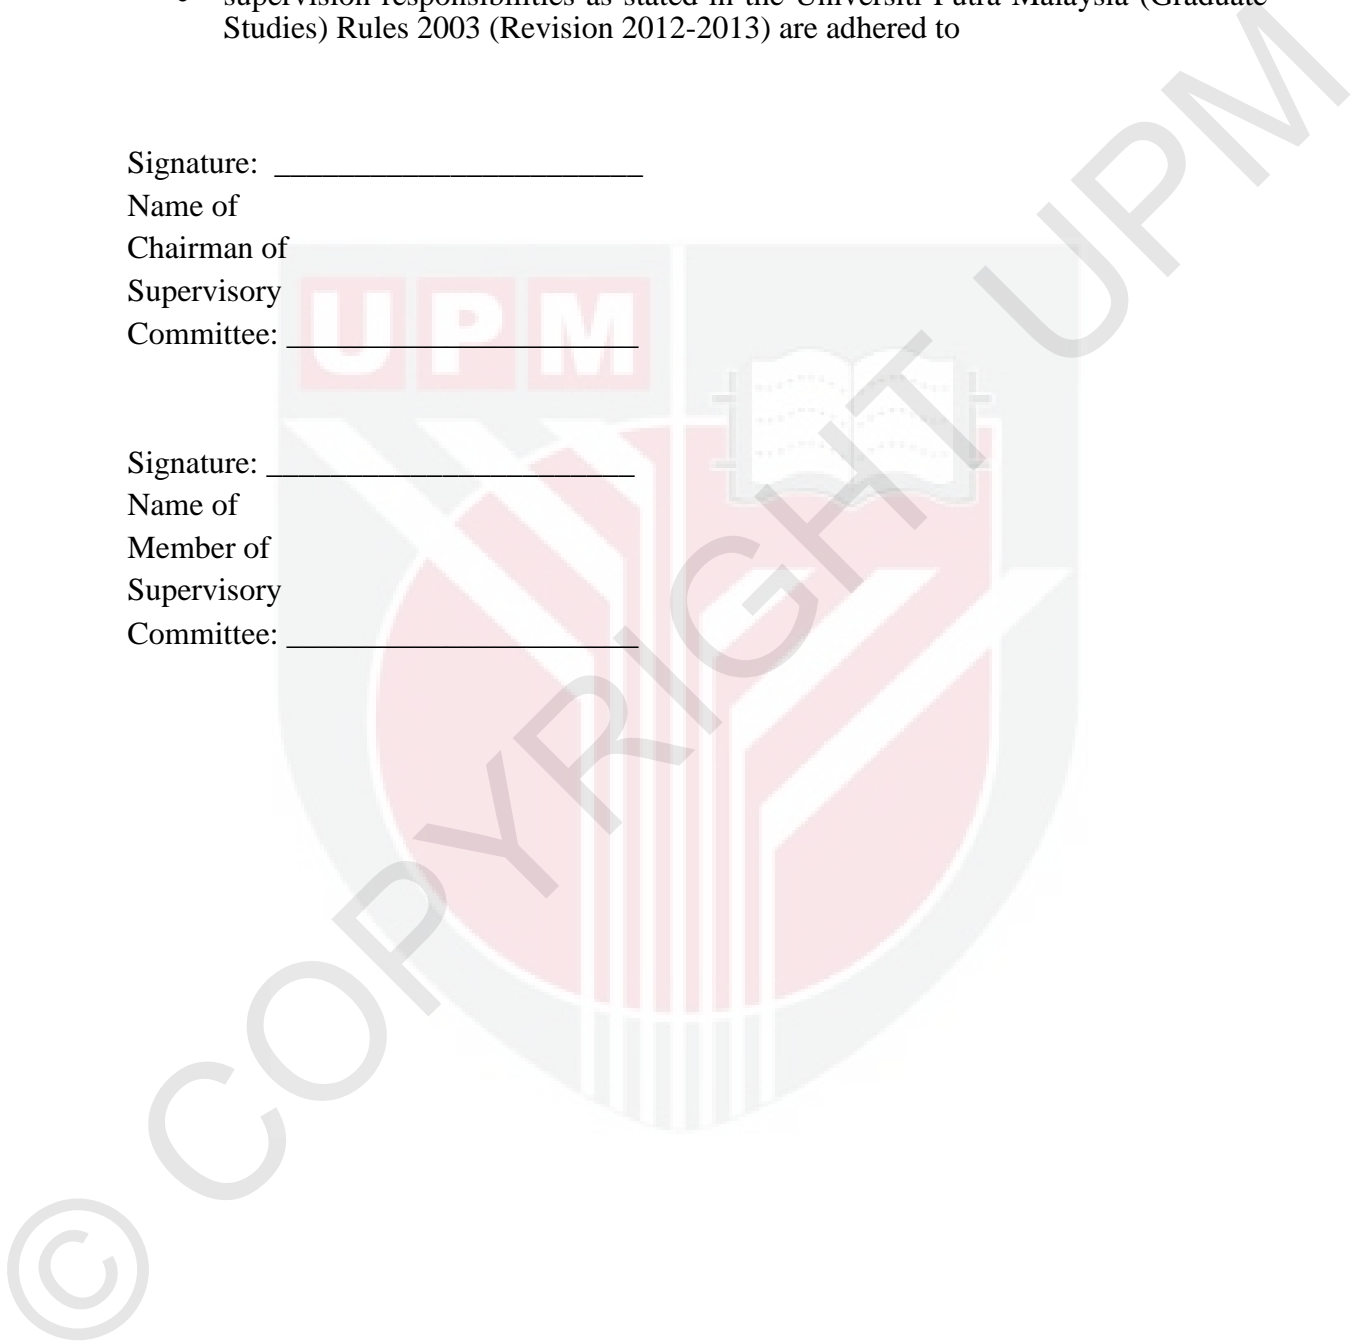 • supervision responsibilities as stated in the Universiti Putra Malaysia (Graduate
Studies) Rules 2003 (Revision 2012-2013) are adhered to
Signature: _______________________
Name of
Chairman of
Supervisory
Committee: ______________________
Signature: _______________________
Name of
Member of
Supervisory
Committee: ______________________
UPM
© COPYRIGHT UPM